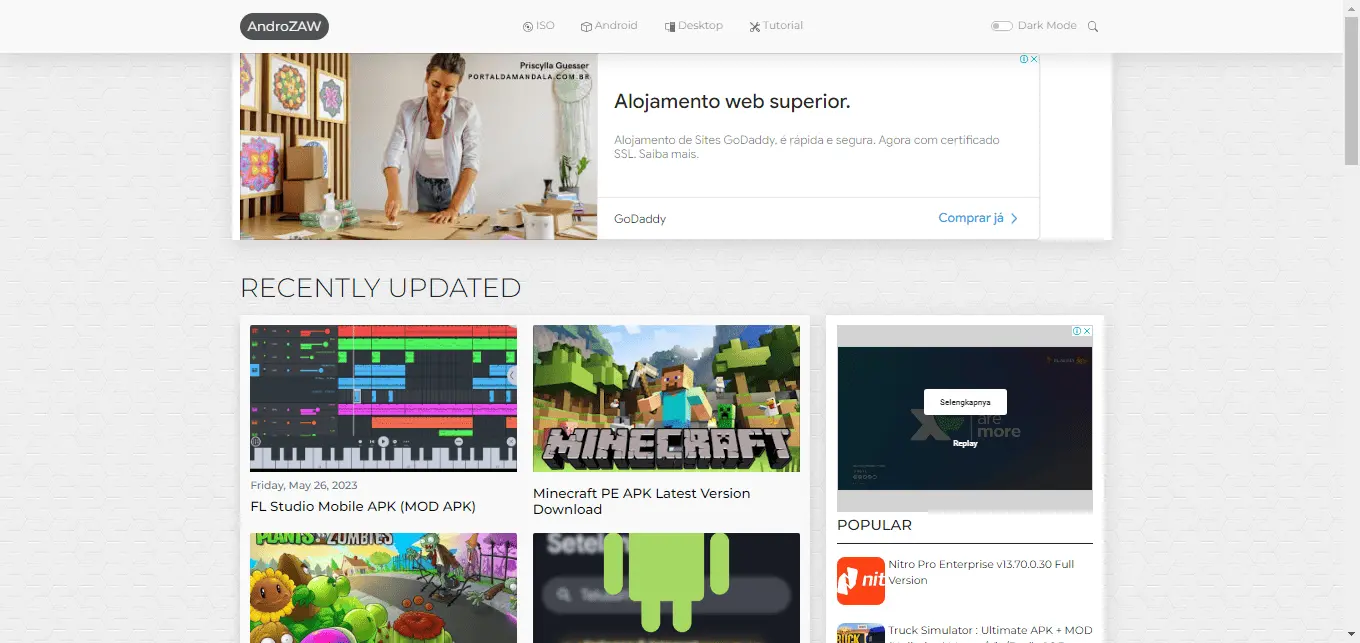 AndroZAW
ISO
Android
Desktop
Tutorial
Dark Mode
Priscylla Guesser
PORTALDAMANDALA.COM.BR
Alojamento web superior.
Alojamento de Sites GoDaddy, é rápida e segura. Agora com certificado
SSL. Saiba mais.
GoDaddy
Comprar já
RECENTLY UPDATED
Friday, May 26, 2023
FL Studio Mobile APK (MOD APK)
MINECRAFT
Minecraft PE APK Latest Version
Download
PLANTS VS. ZOMBIES
Selengkapnya
are
more
Replay
POPULAR
nit
Nitro Pro Enterprise v13.70.0.30 Full
Version
Truck Simulator : Ultimate APK + MOD